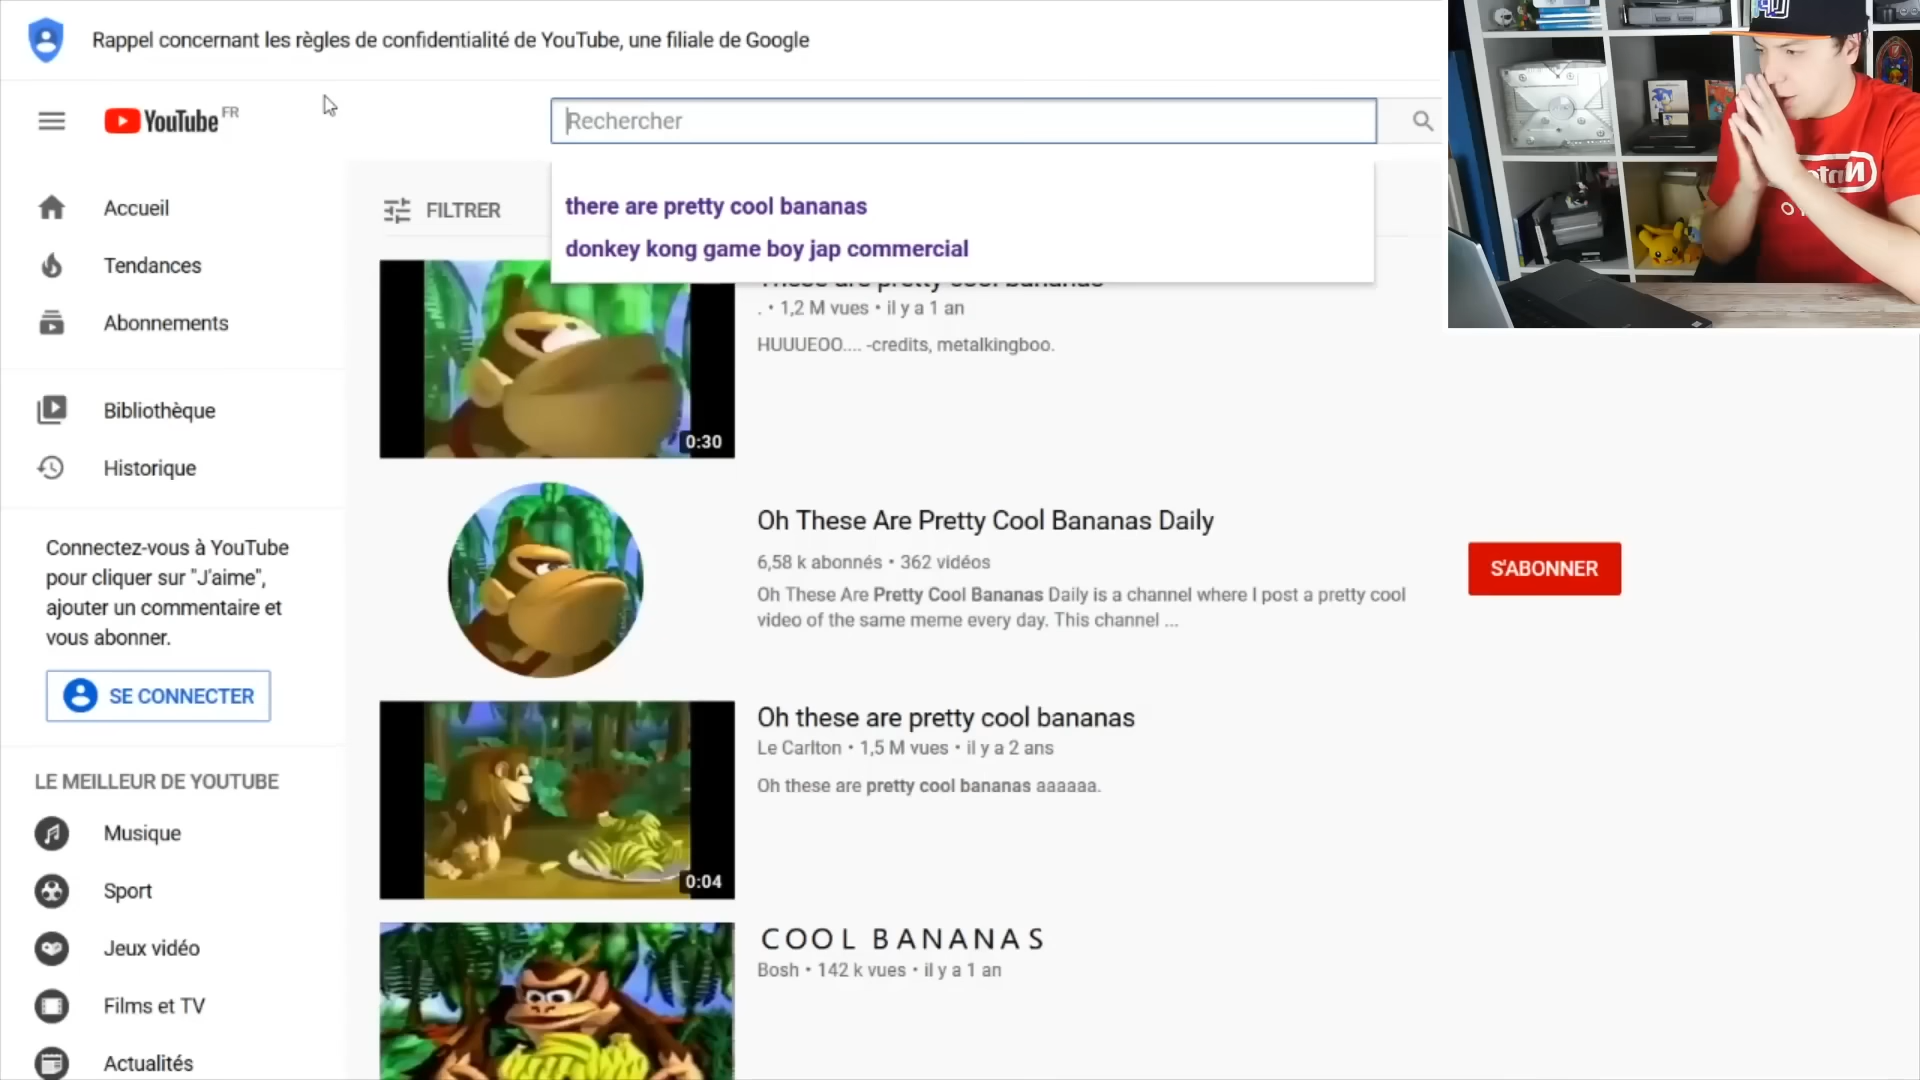 Rappel concernant les règles de confidentialité de YouTube, une filiale de Google
YouTube FR
Rechercher
there are pretty cool bananas
donkey kong game boy jap commercial
Accueil
Tendances
Abonnements
Bibliothèque
Historique
Connectez-vous à YouTube
pour cliquer sur "J'aime",
ajouter un commentaire et
vous abonner.
SE CONNECTER
LE MEILLEUR DE YOUTUBE
Musique
Sport
Jeux vidéo
Films et TV
Actualités
FILTRER
These are pretty cool bananas
. • 1,2 M vues • il y a 1 an
HUUUEOO.... -credits, metalkingboo.
0:30
Oh These Are Pretty Cool Bananas Daily
6,58 k abonnés • 362 vidéos
Oh These Are Pretty Cool Bananas Daily is a channel where I post a pretty cool
video of the same meme every day. This channel ...
S'ABONNER
Oh these are pretty cool bananas
Le Carlton • 1,5 M vues • il y a 2 ans
Oh these are pretty cool bananas aaaaaa.
0:04
COOL BANANAS
Bosh • 142 k vues • il y a 1 an